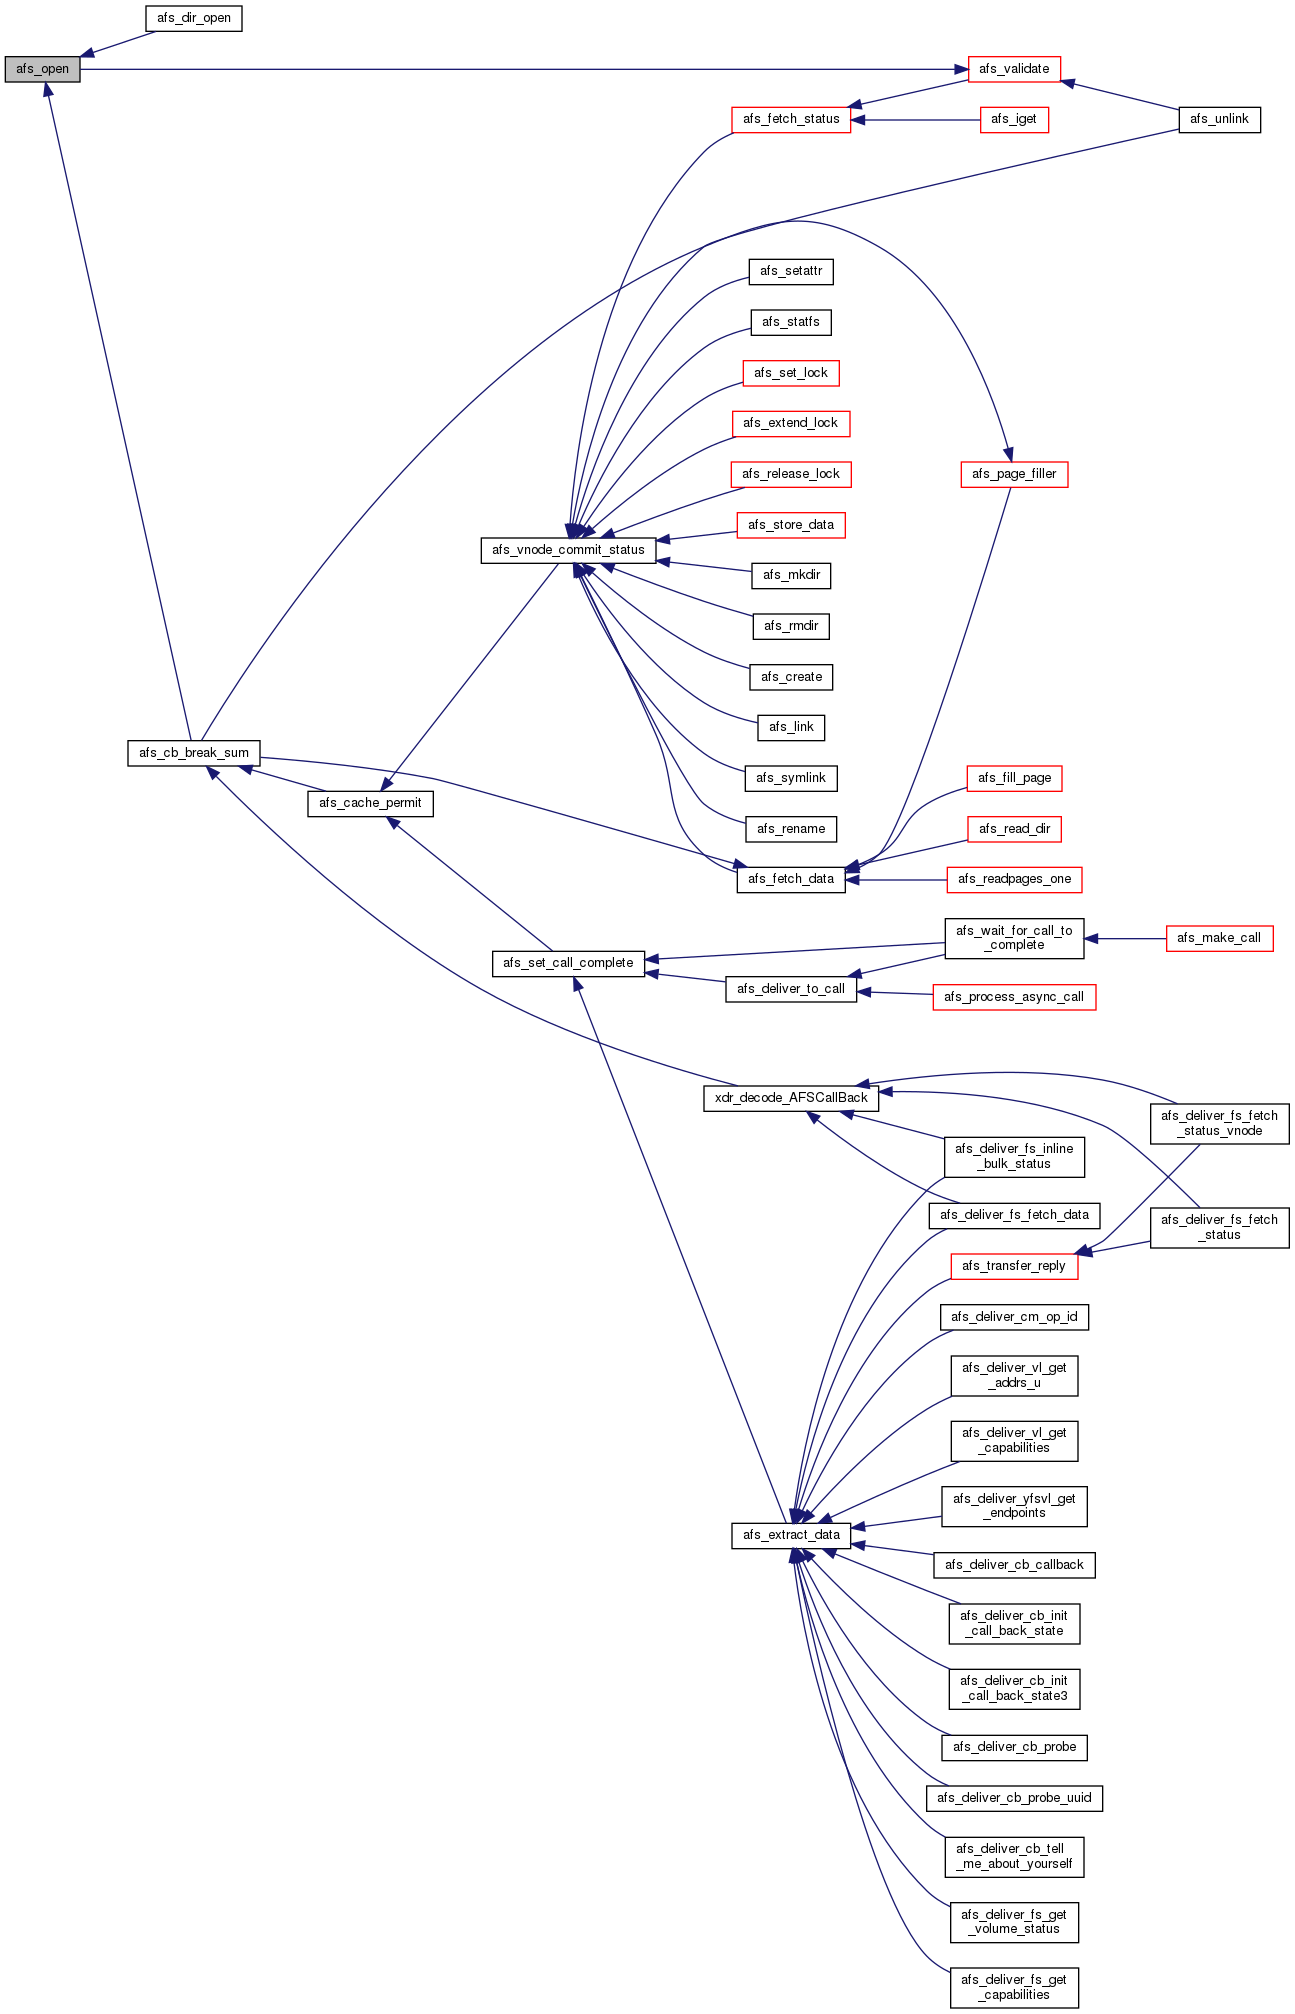 afs_dir_open
afs_open
afs_validate
afs_fetch_status
afs_iget
afs_unlink
afs_setattr
afs_statfs
afs_set_lock
afs_extend_lock
afs_release_lock
afs_page_filler
afs_store_data
afs_vnode_commit_status
afs_mkdir
afs_rmdir
afs_create
afs_link
afs_cb_break_sum
afs_symlink
afs_fill_page
afs_cache_permit
afs_rename
afs_read_dir
afs_fetch_data
afs_readpages_one
afs_wait_for_call_to
_complete
afs_make_call
afs_set_call_complete
afs_deliver_to_call
afs_process_async_call
xdr_decode_AFSCallBack
afs_deliver_fs_fetch
_status_vnode
afs_deliver_fs_inline
_bulk_status
afs_deliver_fs_fetch_data
afs_deliver_fs_fetch
_status
afs_transfer_reply
afs_deliver_cm_op_id
afs_deliver_vl_get
_addrs_u
afs_deliver_vl_get
_capabilities
afs_deliver_yfsvl_get
_endpoints
afs_extract_data
afs_deliver_cb_callback
afs_deliver_cb_init
_call_back_state
afs_deliver_cb_init
_call_back_state3
afs_deliver_cb_probe
afs_deliver_cb_probe_uuid
afs_deliver_cb_tell
_me_about_yourself
afs_deliver_fs_get
_volume_status
afs_deliver_fs_get
_capabilities